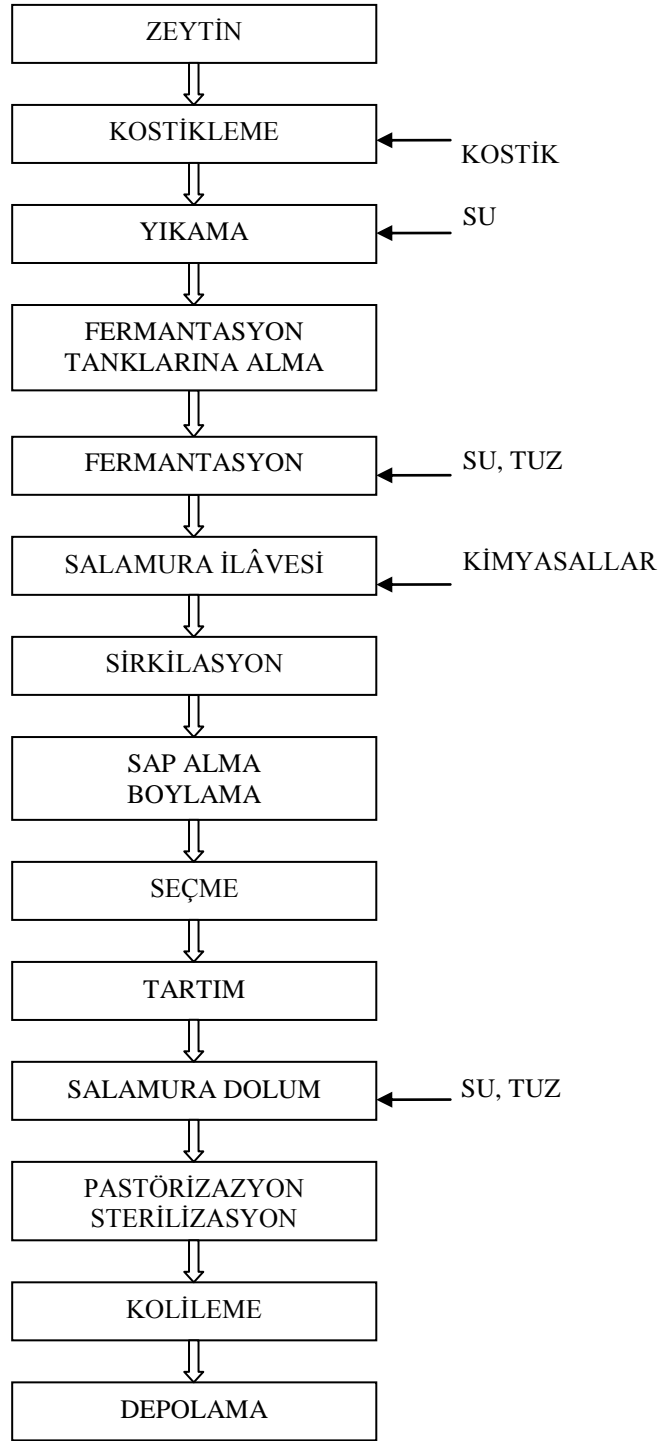 ZEYTİN
KOSTİKLEME
KOSTİK
YIKAMA
SU
FERMANTASYON
TANKLARINA ALMA
FERMANTASYON
SU, TUZ
SALAMURA İLÂVESİ
KİMYASALLAR
SİRKİLASYON
SAP ALMA
BOYLAMA
SEÇME
TARTIM
SALAMURA DOLUM
SU, TUZ
PASTÖRİZAZYON
STERİLİZASYON
KOLİLEME
DEPOLAMA